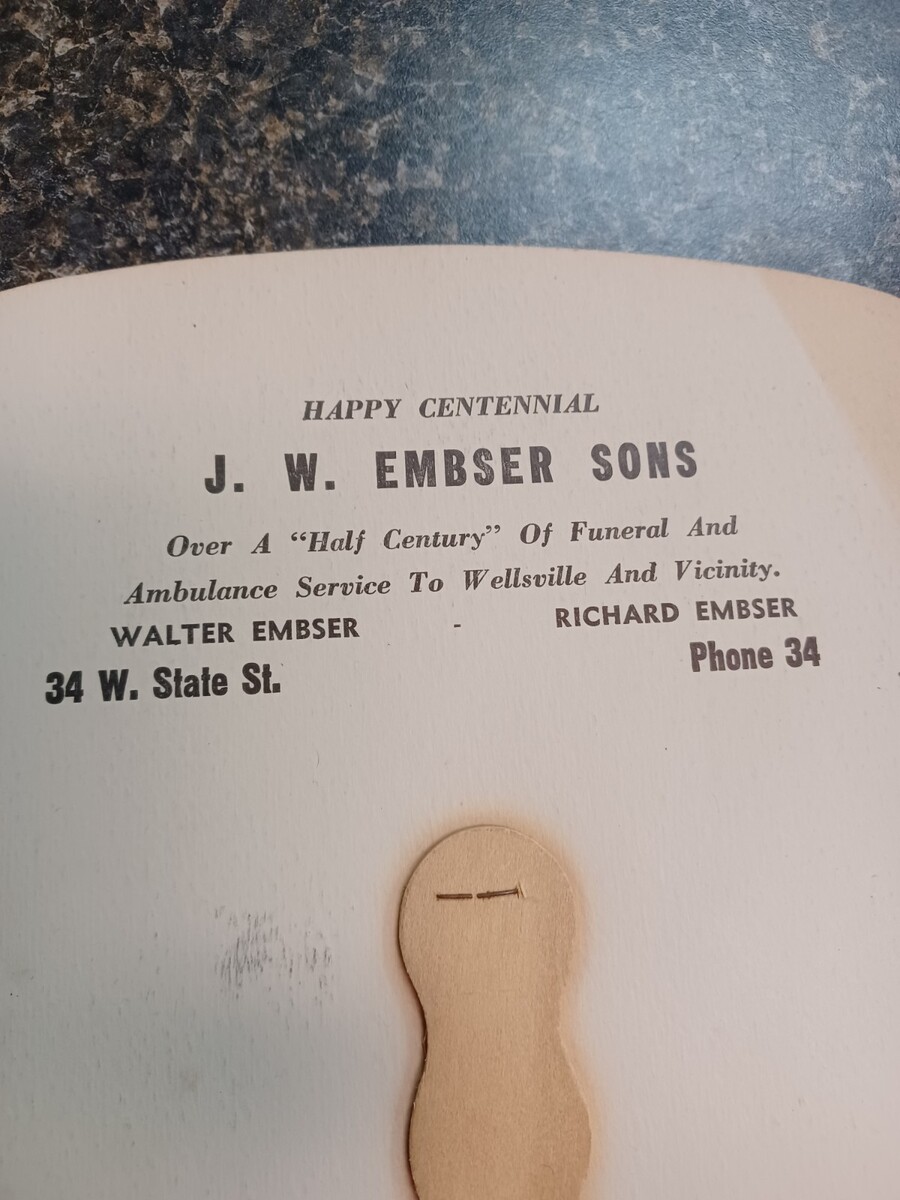 HAPPY CENTENNIAL
J. W. EMBSER SONS
Over A “Half Century” Of Funeral And
Ambulance Service To Wellsville And Vicinity.
WALTER EMBSER - RICHARD EMBSER
34 W. State St. Phone 34